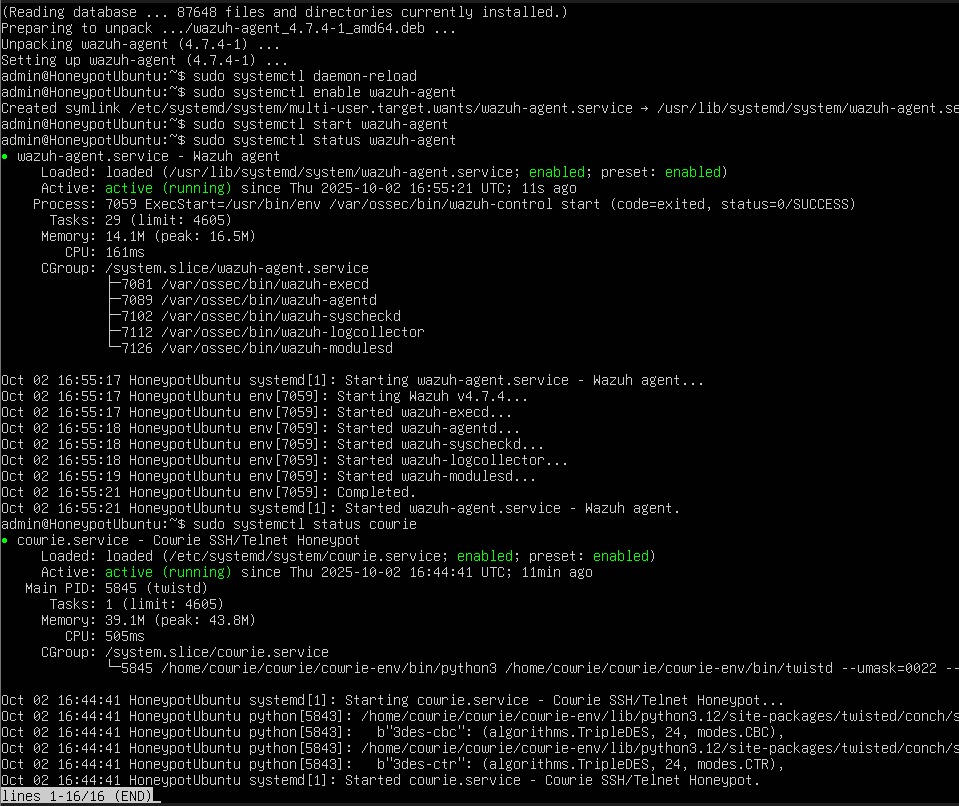 (Reading database ... 87648 files and directories currently installed.)
Preparing to unpack .../wazuh-agent_4.7.4-1_amd64.deb ...
Unpacking wazuh-agent (4.7.4-1) ...
Setting up wazuh-agent (4.7.4-1) ...
admin@HoneypotUbuntu:~$ sudo systemctl daemon-reload
admin@HoneypotUbuntu:~$ sudo systemctl enable wazuh-agent
Created symlink /etc/systemd/system/multi-user.target.wants/wazuh-agent.service → /usr/lib/systemd/system/wazuh-agent.se
admin@HoneypotUbuntu:~$ sudo systemctl start wazuh-agent
admin@HoneypotUbuntu:~$ sudo systemctl status wazuh-agent
● wazuh-agent.service - Wazuh agent
     Loaded: loaded (/usr/lib/systemd/system/wazuh-agent.service; enabled; preset: enabled)
     Active: active (running) since Thu 2025-10-02 16:55:21 UTC; 11s ago
    Process: 7059 ExecStart=/usr/bin/env /var/ossec/bin/wazuh-control start (code=exited, status=0/SUCCESS)
      Tasks: 29 (limit: 4605)
     Memory: 14.1M (peak: 16.5M)
        CPU: 161ms
     CGroup: /system.slice/wazuh-agent.service
             ├─7081 /var/ossec/bin/wazuh-execd
             ├─7089 /var/ossec/bin/wazuh-agentd
             ├─7102 /var/ossec/bin/wazuh-syscheckd
             ├─7112 /var/ossec/bin/wazuh-logcollector
             └─7126 /var/ossec/bin/wazuh-modulesd

Oct 02 16:55:17 HoneypotUbuntu systemd[1]: Starting wazuh-agent.service - Wazuh agent...
Oct 02 16:55:17 HoneypotUbuntu env[7059]: Starting Wazuh v4.7.4...
Oct 02 16:55:17 HoneypotUbuntu env[7059]: Started wazuh-execd...
Oct 02 16:55:18 HoneypotUbuntu env[7059]: Started wazuh-agentd...
Oct 02 16:55:18 HoneypotUbuntu env[7059]: Started wazuh-syscheckd...
Oct 02 16:55:18 HoneypotUbuntu env[7059]: Started wazuh-logcollector...
Oct 02 16:55:19 HoneypotUbuntu env[7059]: Started wazuh-modulesd...
Oct 02 16:55:21 HoneypotUbuntu env[7059]: Completed.
Oct 02 16:55:21 HoneypotUbuntu systemd[1]: Started wazuh-agent.service - Wazuh agent.
admin@HoneypotUbuntu:~$ sudo systemctl status cowrie
● cowrie.service - Cowrie SSH/Telnet Honeypot
     Loaded: loaded (/etc/systemd/system/cowrie.service; enabled; preset: enabled)
     Active: active (running) since Thu 2025-10-02 16:44:41 UTC; 11min ago
   Main PID: 5845 (twistd)
      Tasks: 1 (limit: 4605)
     Memory: 39.1M (peak: 43.8M)
        CPU: 505ms
     CGroup: /system.slice/cowrie.service
             └─5845 /home/cowrie/cowrie/cowrie-env/bin/python3 /home/cowrie/cowrie/cowrie-env/bin/twistd --umask=0022 --

Oct 02 16:44:41 HoneypotUbuntu systemd[1]: Starting cowrie.service - Cowrie SSH/Telnet Honeypot...
Oct 02 16:44:41 HoneypotUbuntu python[5843]: /home/cowrie/cowrie/cowrie-env/lib/python3.12/site-packages/twisted/conch/s
Oct 02 16:44:41 HoneypotUbuntu python[5843]:   b"3des-cbc": (algorithms.TripleDES, 24, modes.CBC),
Oct 02 16:44:41 HoneypotUbuntu python[5843]: /home/cowrie/cowrie/cowrie-env/lib/python3.12/site-packages/twisted/conch/s
Oct 02 16:44:41 HoneypotUbuntu python[5843]:   b"3des-ctr": (algorithms.TripleDES, 24, modes.CTR),
Oct 02 16:44:41 HoneypotUbuntu systemd[1]: Started cowrie.service - Cowrie SSH/Telnet Honeypot.
lines 1-16/16 (END)